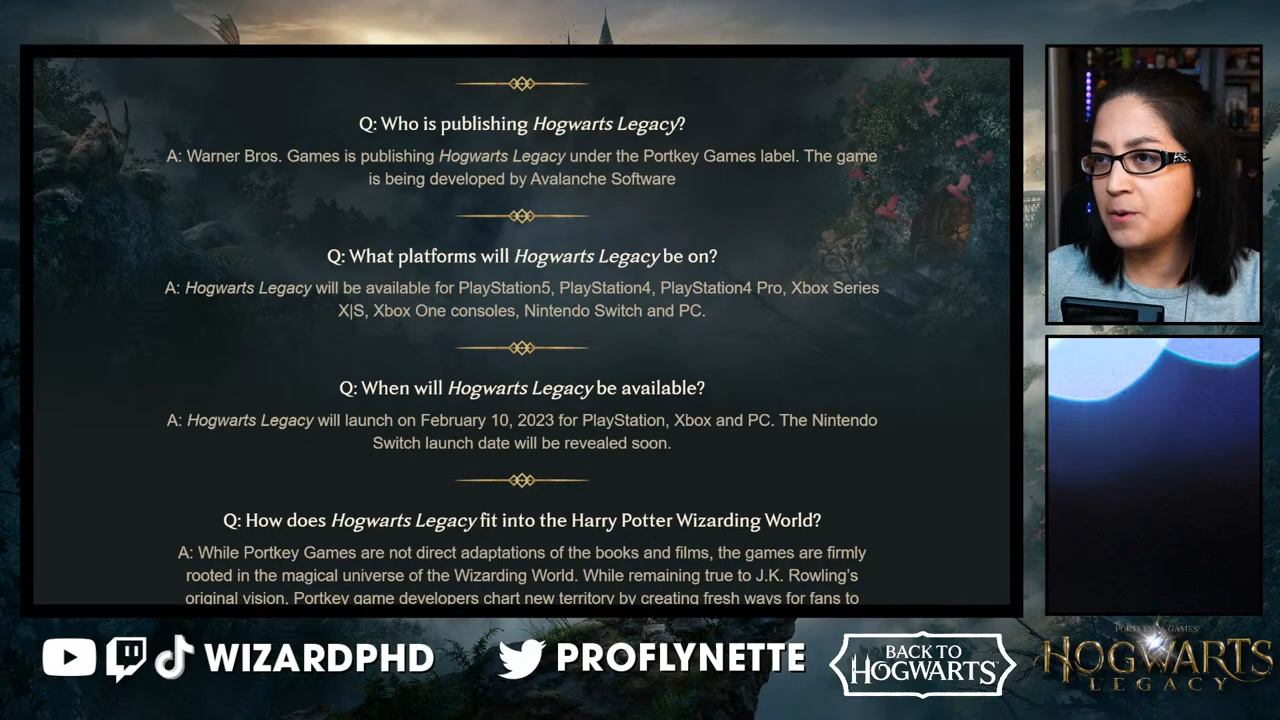 Q: Who is publishing Hogwarts Legacy?
A: Warner Bros. Games is publishing Hogwarts Legacy under the Portkey Games label. The game
is being developed by Avalanche Software
Q: What platforms will Hogwarts Legacy be on?
A: Hogwarts Legacy will be available for PlayStation5, PlayStation4, PlayStation4 Pro, Xbox Series
X|S, Xbox One consoles, Nintendo Switch and PC.
Q: When will Hogwarts Legacy be available?
A: Hogwarts Legacy will launch on February 10, 2023 for PlayStation, Xbox and PC. The Nintendo
Switch launch date will be revealed soon.
Q: How does Hogwarts Legacy fit into the Harry Potter Wizarding World?
A: While Portkey Games are not direct adaptations of the books and films, the games are firmly
rooted in the magical universe of the Wizarding World. While remaining true to J.K. Rowling's
original vision, Portkey game developers chart new territory by creating fresh ways for fans to
WIZARDPHD
PROFLYNETTE
BACK TO
HOGWARTS
PORTKEY GAMES
HOGWARTS
LEGACY